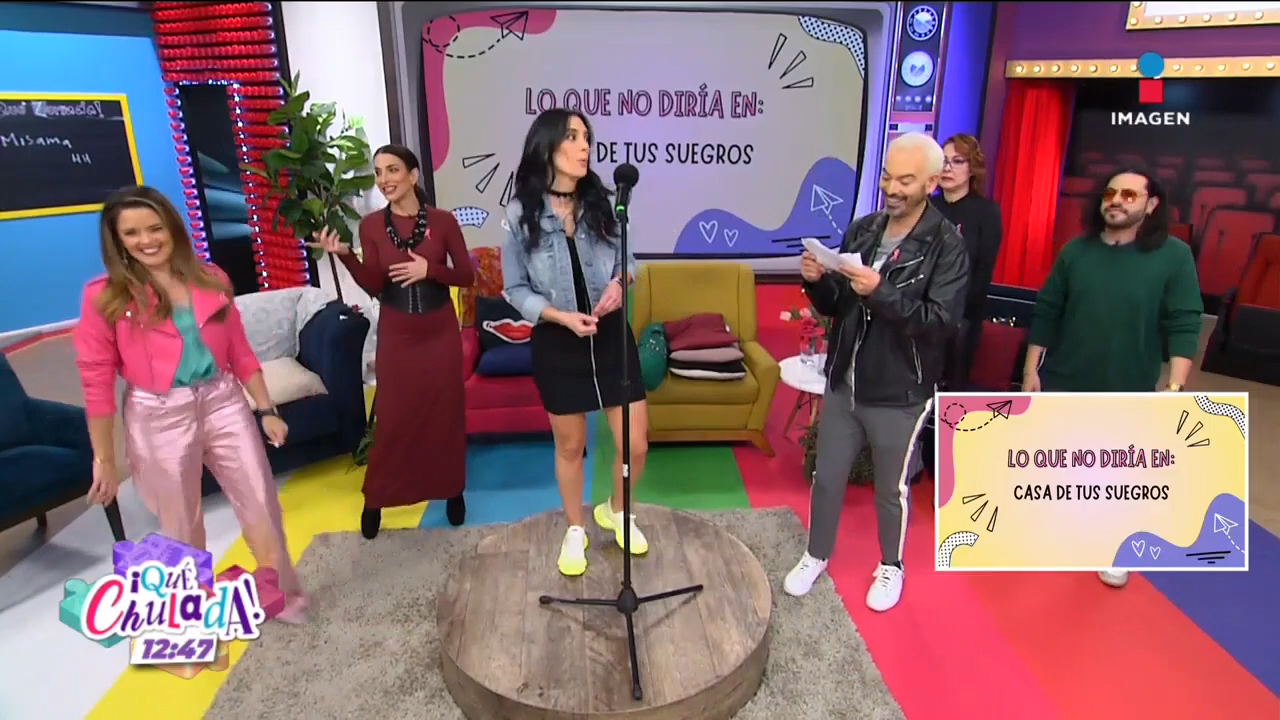 Misama
LO QUE NO DIRÍA EN:
DE TUS SUEGROS
IMAGEN
LO QUE NO DIRÍA EN:
CASA DE TUS SUEGROS
¡QUÉ
CHULADA!
12:47